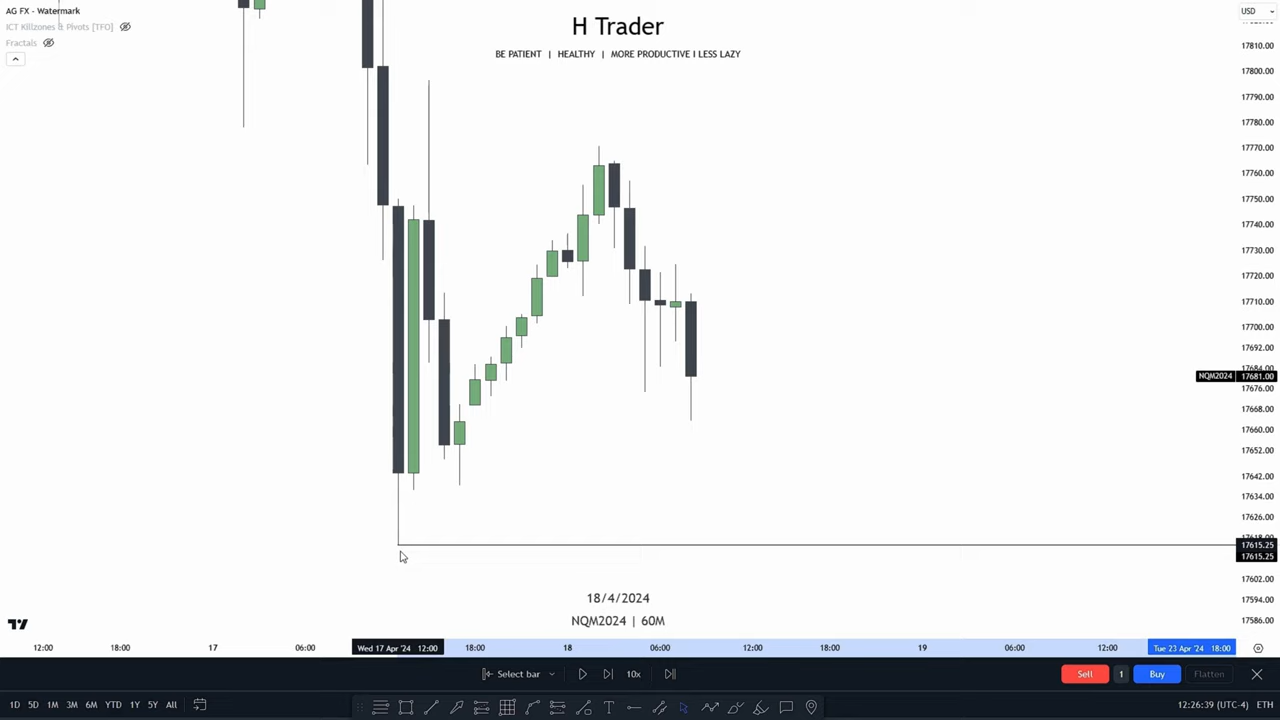 AG FX - Watermark
ICT Killzones & Pivots [TFO]
Fractals
H Trader
BE PATIENT | HEALTHY | MORE PRODUCTIVE I LESS LAZY
USD
17810.00
17800.00
17790.00
17780.00
17770.00
17760.00
17750.00
17740.00
17730.00
17720.00
17710.00
17700.00
17692.00
17684.00
NQM2024 17681.00
17676.00
17668.00
17660.00
17652.00
17642.00
17634.00
17626.00
17618.00
17615.25
17615.25
17602.00
17594.00
17586.00
18/4/2024
NQM2024 | 60M
12:00 18:00 17 06:00 Wed 17 Apr '24 12:00 18:00 18 06:00 12:00 18:00 19 06:00 12:00 Tue 23 Apr '24 18:00
Select bar 10x Sell 1 Buy Flatten
1D 5D 1M 3M 6M YTD 1Y 5Y All 12:26:39 (UTC-4) ETH